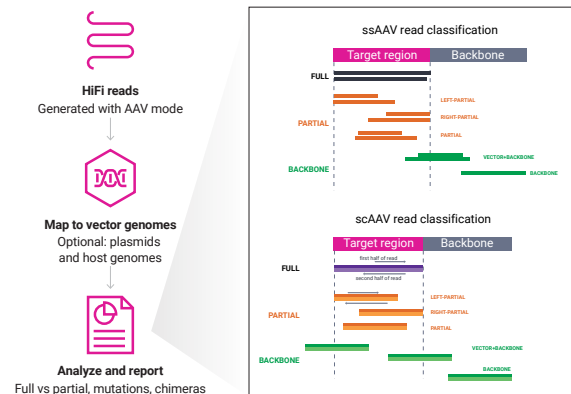 HiFi reads
Generated with AAV mode
Map to vector genomes
Optional: plasmids
and host genomes
Analyze and report
Full vs partial, mutations, chimeras
ssAAV read classification
Target region
Backbone
FULL
LEFT-PARTIAL
RIGHT-PARTIAL
PARTIAL
PARTIAL
VECTOR+BACKBONE
BACKBONE
BACKBONE
scAAV read classification
Target region
Backbone
first half of read
FULL
second half of read
LEFT-PARTIAL
RIGHT-PARTIAL
PARTIAL
PARTIAL
VECTOR+BACKBONE
BACKBONE
BACKBONE